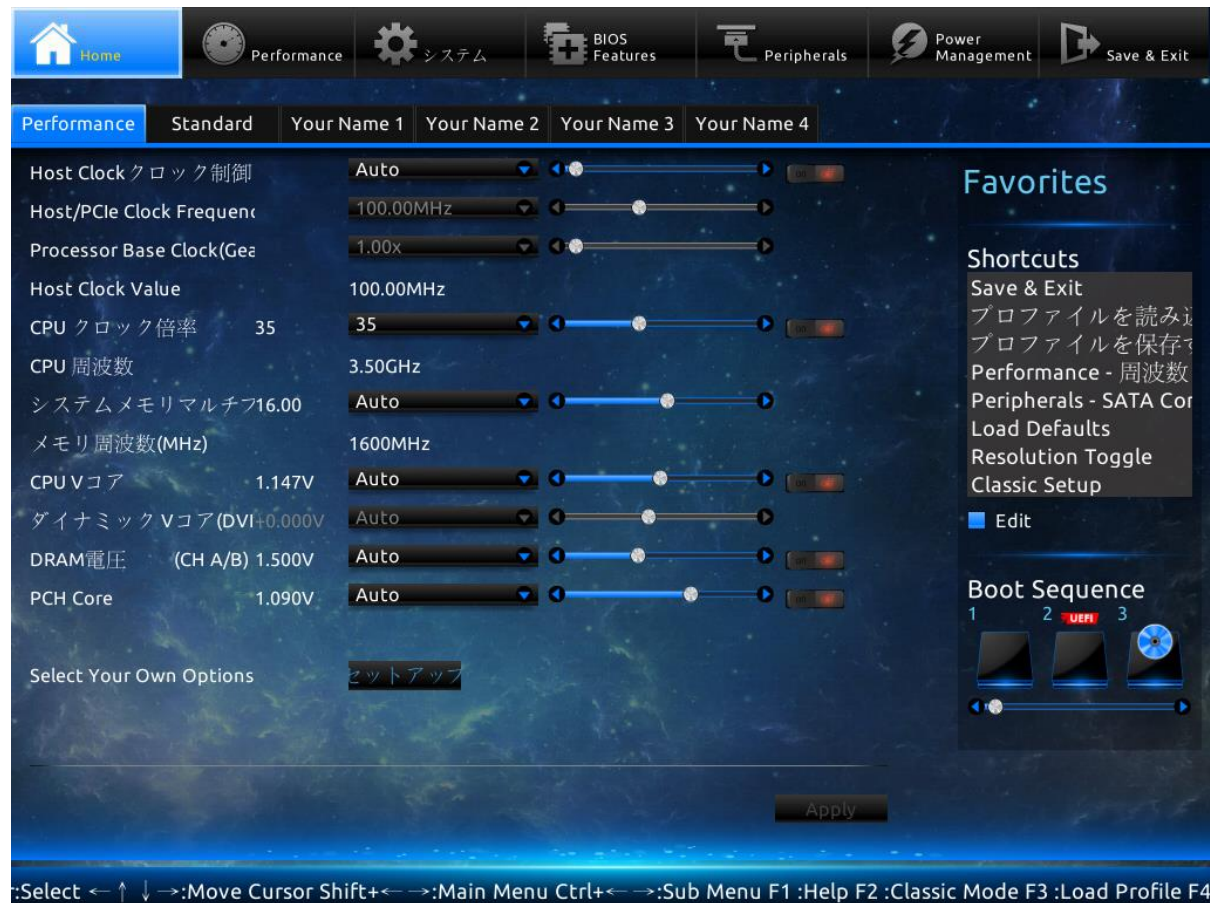 Home
Performance
システム
BIOS Features
Peripherals
Power Management
Save & Exit
Performance Standard Your Name 1 Your Name 2 Your Name 3 Your Name 4
Host Clockクロック制御 Auto
Host/PCIe Clock Frequenc 100.00MHz
Processor Base Clock(Gea 1.00x
Host Clock Value 100.00MHz
CPU クロック倍率 35 35
CPU 周波数 3.50GHz
システムメモリマルチプ16.00 Auto
メモリ周波数(MHz) 1600MHz
CPU Vコア 1.147V Auto
ダイナミックVコア(DVI+0.000V Auto
DRAM電圧 (CH A/B) 1.500V Auto
PCH Core 1.090V Auto
Select Your Own Options セットアップ
Apply
Favorites
Shortcuts
Save & Exit
プロファイルを読み込
プロファイルを保存す
Performance - 周波数
Peripherals - SATA Con
Load Defaults
Resolution Toggle
Classic Setup
Edit
Boot Sequence
1 2 UEFI 3
:Select ←↑↓→:Move Cursor Shift+←→:Main Menu Ctrl+←→:Sub Menu F1 :Help F2 :Classic Mode F3 :Load Profile F4